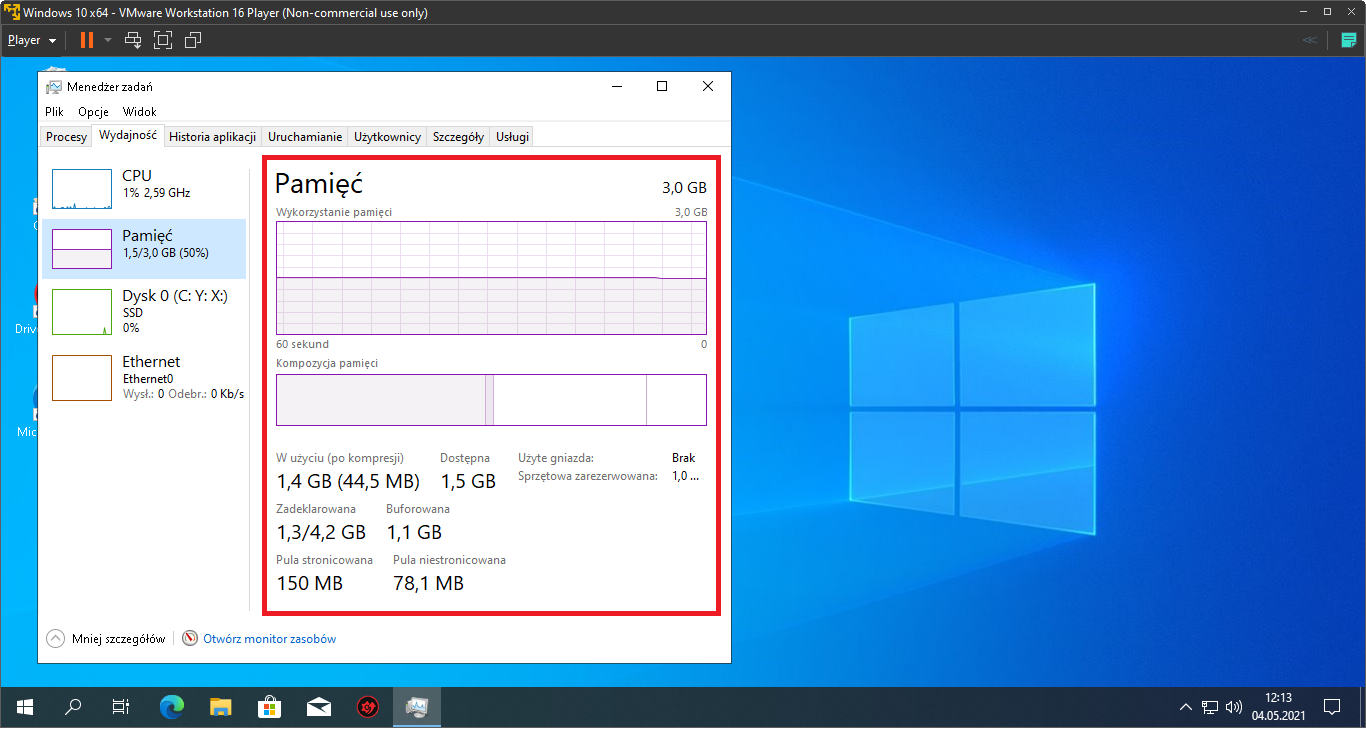 Windows 10 x64 - VMware Workstation 16 Player (Non-commercial use only)
Player
<<
Menedżer zadań
Plik Opcje Widok
Procesy Wydajność Historia aplikacji Uruchamianie Użytkownicy Szczegóły Usługi
CPU
1% 2,59 GHz
Pamięć
1,5/3,0 GB (50%)
Dysk 0 (C: Y: X:)
SSD
0%
Ethernet
Ethernet0
Wysł.: 0 Odebr.: 0 Kb/s
Pamięć 3,0 GB
Wykorzystanie pamięci 3,0 GB
60 sekund 0
Kompozycja pamięci
W użyciu (po kompresji) Dostępna
1,4 GB (44,5 MB) 1,5 GB
Zadeklarowana Buforowana
1,3/4,2 GB 1,1 GB
Pula stronicowana Pula niestronicowana
150 MB 78,1 MB
Użyte gniazda: Brak
Sprzętowa zarezerwowana: 1,0 ...
Mniej szczegółów Otwórz monitor zasobów
Driv
Mic
12:13
04.05.2021